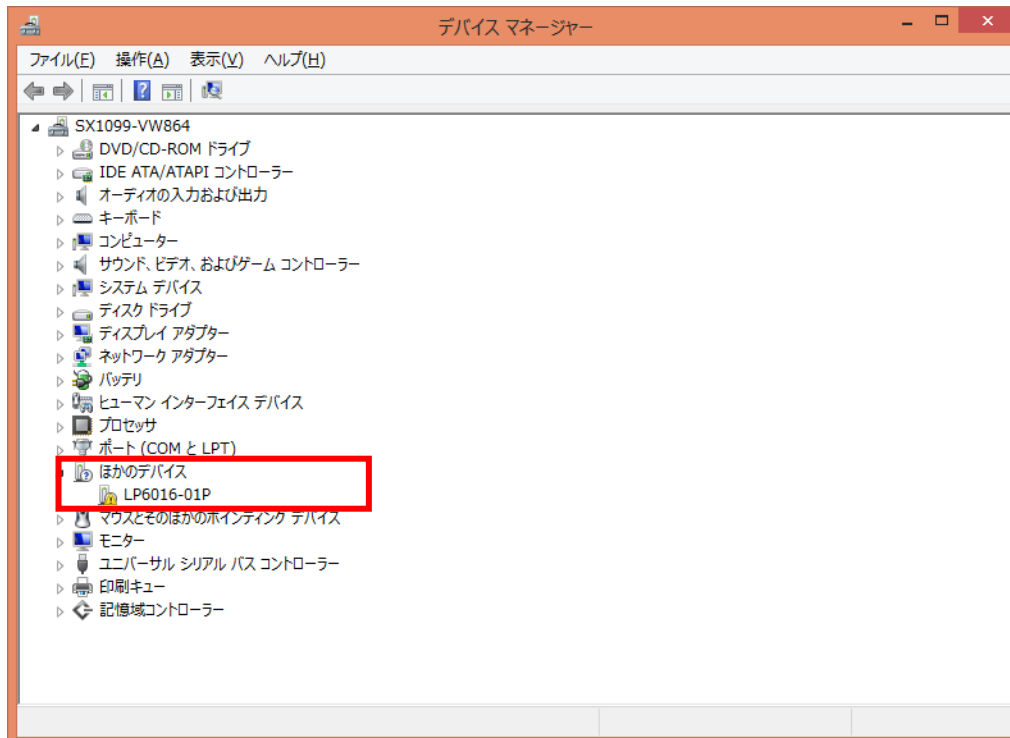 デバイス マネージャー
ファイル(F) 操作(A) 表示(V) ヘルプ(H)
SX1099-VW864
DVD/CD-ROM ドライブ
IDE ATA/ATAPI コントローラー
オーディオの入力および出力
キーボード
コンピューター
サウンド、ビデオ、およびゲーム コントローラー
システム デバイス
ディスク ドライブ
ディスプレイ アダプター
ネットワーク アダプター
バッテリ
ヒューマン インターフェイス デバイス
プロセッサ
ポート (COM と LPT)
ほかのデバイス
LP6016-01P
マウスとそのほかのポインティング デバイス
モニター
ユニバーサル シリアル バス コントローラー
印刷キュー
記憶域コントローラー